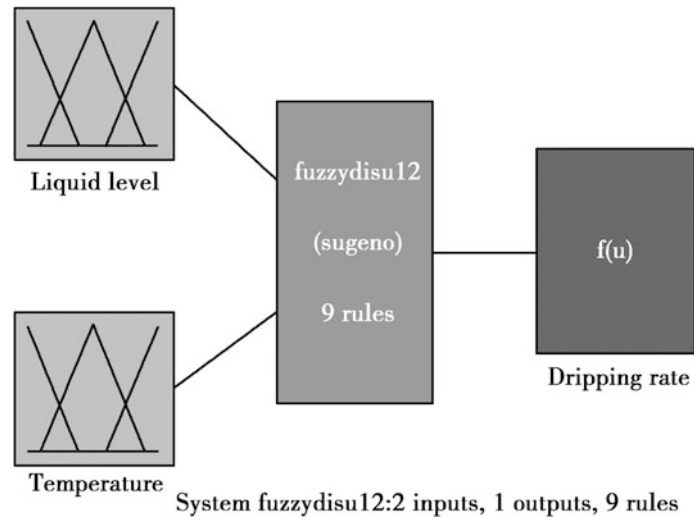 Liquid level
fuzzydisu12
(sugeno)
9 rules
f(u)
Dripping rate
Temperature
System fuzzydisu12:2 inputs, 1 outputs, 9 rules